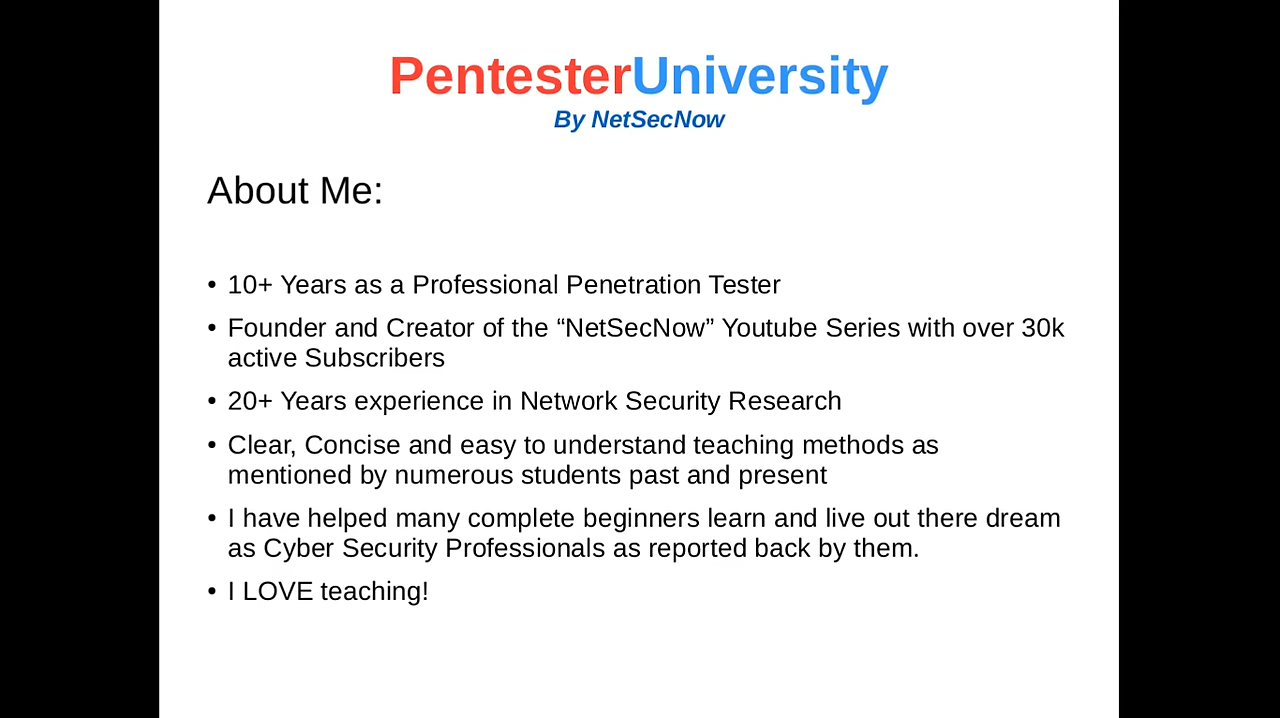 PentesterUniversity
By NetSecNow
About Me:
• 10+ Years as a Professional Penetration Tester
• Founder and Creator of the “NetSecNow” Youtube Series with over 30k
active Subscribers
• 20+ Years experience in Network Security Research
• Clear, Concise and easy to understand teaching methods as
mentioned by numerous students past and present
• I have helped many complete beginners learn and live out there dream
as Cyber Security Professionals as reported back by them.
• I LOVE teaching!